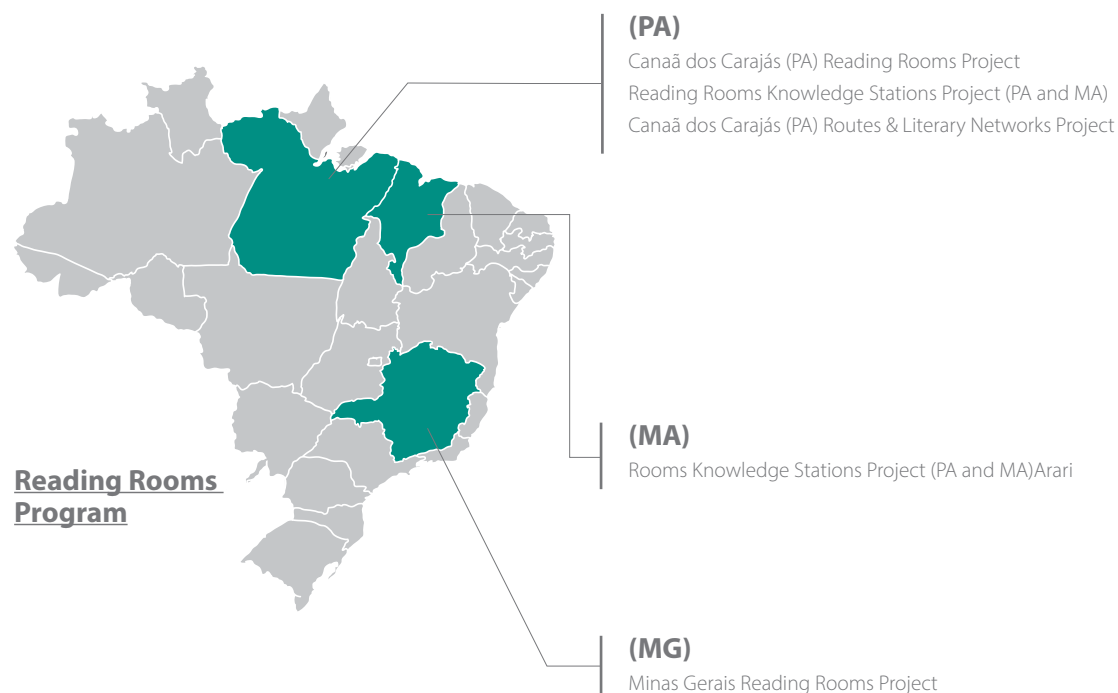 (PA)
Canaã dos Carajás (PA) Reading Rooms Project
Reading Rooms Knowledge Stations Project (PA and MA)
Canaã dos Carajás (PA) Routes & Literary Networks Project
(MA)
Rooms Knowledge Stations Project (PA and MA)Arari
Reading Rooms
Program
(MG)
Minas Gerais Reading Rooms Project